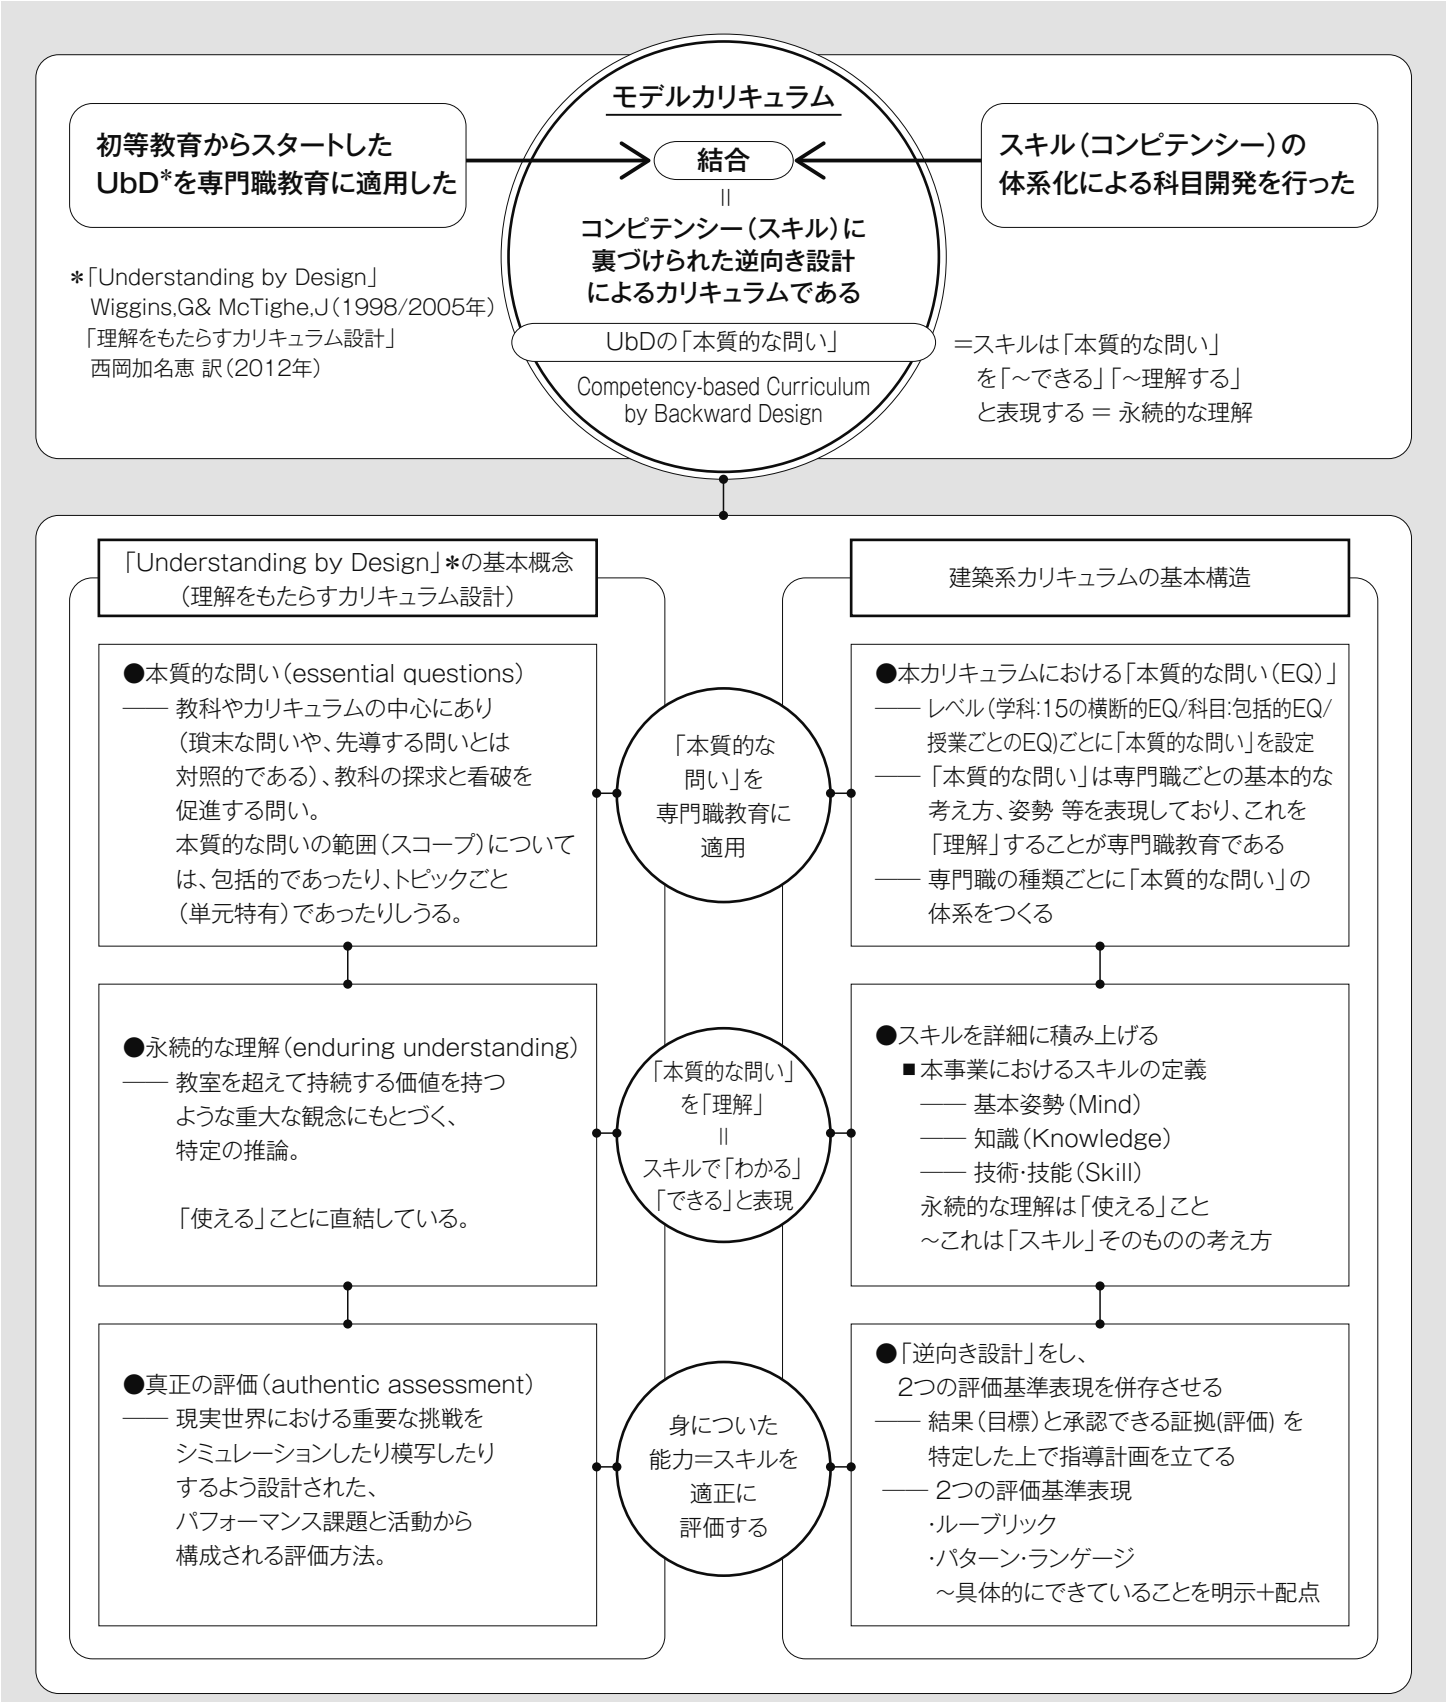 モデルカリキュラム
初等教育からスタートした
UbD*を専門職教育に適用した
結合
スキル（コンピテンシー）の
体系化による科目開発を行った
＝
コンピテンシー（スキル）に
裏づけられた逆向き設計
によるカリキュラムである
＊「Understanding by Design」
Wiggins,G& McTighe,J（1998/2005年）
「理解をもたらすカリキュラム設計」
西岡加名恵 訳（2012年）
UbDの「本質的な問い」
Competency-based Curriculum
by Backward Design
＝スキルは「本質的な問い」
を「～できる」「～理解する」
と表現する ＝ 永続的な理解
「Understanding by Design」＊の基本概念
（理解をもたらすカリキュラム設計）
建築系カリキュラムの基本構造
●本質的な問い（essential questions）
―― 教科やカリキュラムの中心にあり
（瑣末な問いや、先導する問いとは
対照的である）、教科の探求と看破を
促進する問い。
本質的な問いの範囲（スコープ）について
は、包括的であったり、トピックごと
（単元特有）であったりしうる。
「本質的な
問い」を
専門職教育に
適用
●本カリキュラムにおける「本質的な問い（EQ）」
―― レベル（学科:15の横断的EQ/科目:包括的EQ/
授業ごとのEQ)ごとに「本質的な問い」を設定
―― 「本質的な問い」は専門職ごとの基本的な
考え方、姿勢 等を表現しており、これを
「理解」することが専門職教育である
―― 専門職の種類ごとに「本質的な問い」の
体系をつくる
●永続的な理解（enduring understanding）
―― 教室を超えて持続する価値を持つ
ような重大な観念にもとづく、
特定の推論。
「使える」ことに直結している。
「本質的な問い」
を「理解」
＝
スキルで「わかる」
「できる」と表現
●スキルを詳細に積み上げる
■本事業におけるスキルの定義
―― 基本姿勢（Mind）
―― 知識（Knowledge）
―― 技術・技能（Skill）
永続的な理解は「使える」こと
～これは「スキル」そのものの考え方
●真正の評価（authentic assessment）
―― 現実世界における重要な挑戦を
シミュレーションしたり模写したり
するよう設計された、
パフォーマンス課題と活動から
構成される評価方法。
身についた
能力＝スキルを
適正に
評価する
●「逆向き設計」をし、
2つの評価基準表現を併存させる
―― 結果（目標）と承認できる証拠(評価) を
特定した上で指導計画を立てる
―― 2つの評価基準表現
・ルーブリック
・パターン・ランゲージ
～具体的にできていることを明示＋配点